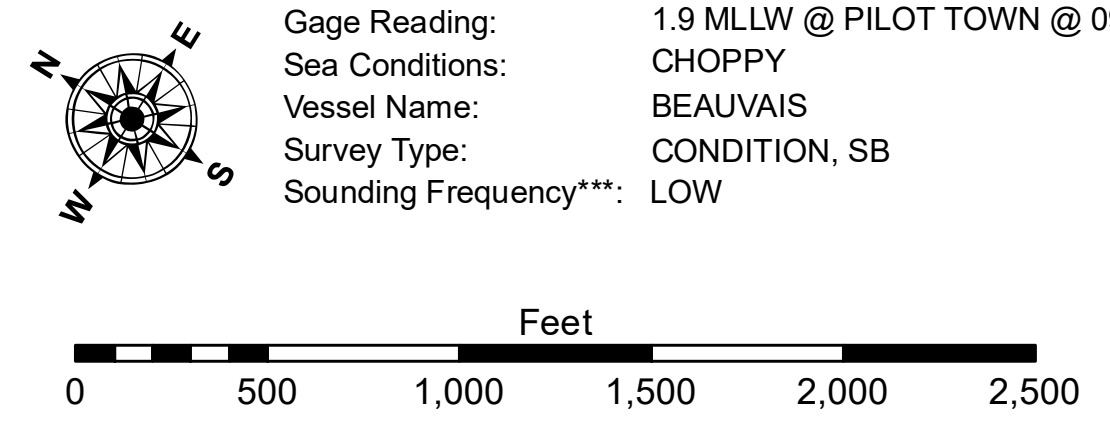 N
E
S
W
Gage Reading: 1.9 MLLW @ PILOT TOWN @ 09
Sea Conditions: CHOPPY
Vessel Name: BEAUVAIS
Survey Type: CONDITION, SB
Sounding Frequency***: LOW
Feet
0 500 1,000 1,500 2,000 2,500